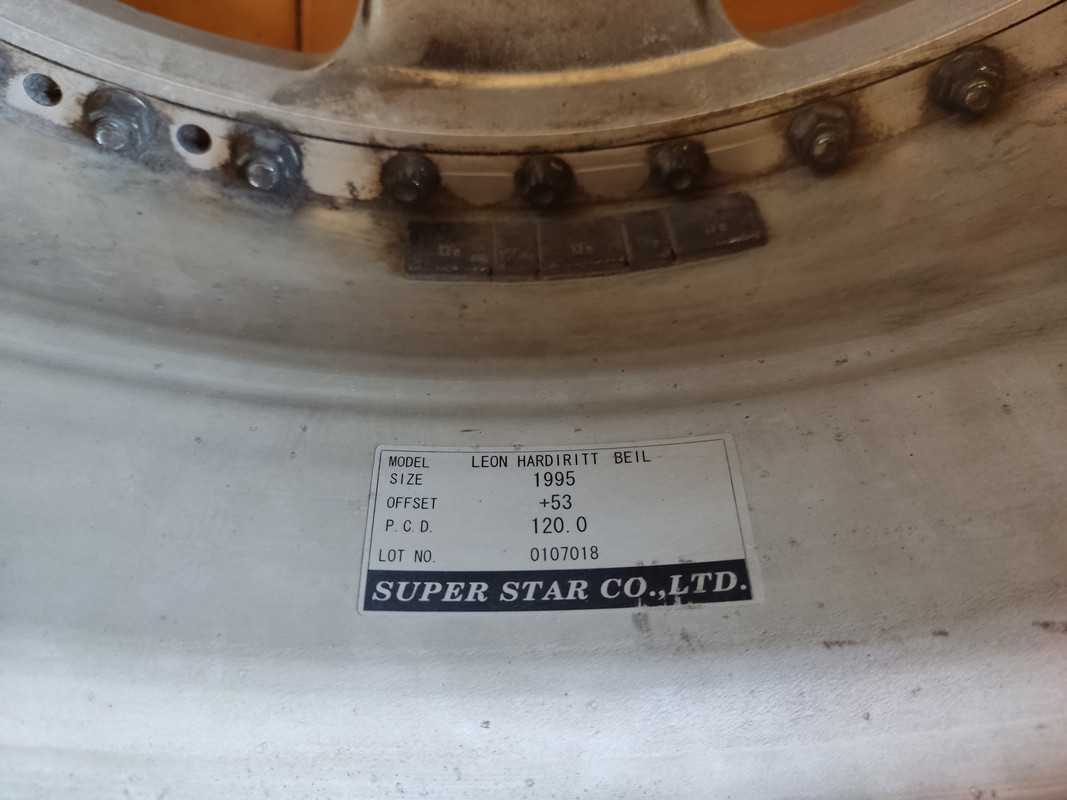 MODEL LEON HARDIRITT BEIL
SIZE 1995
OFFSET +53
P.C.D. 120.0
LOT NO. 0107018
SUPER STAR CO.,LTD.